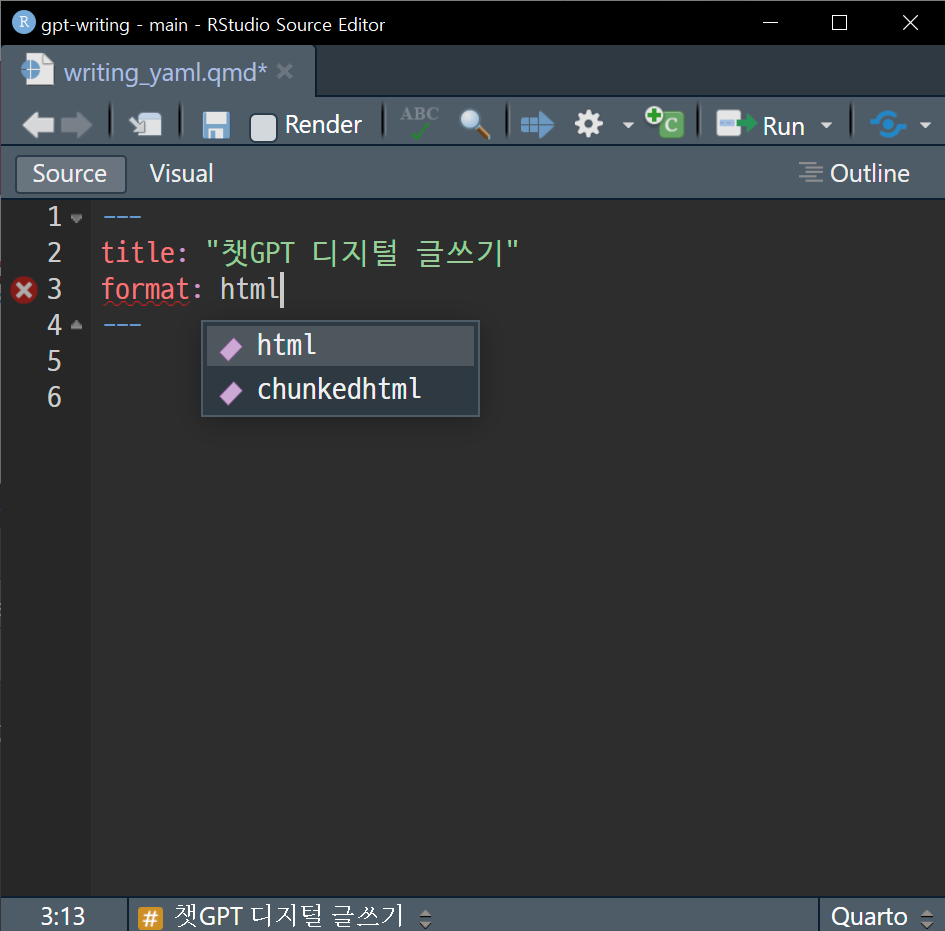 R gpt-writing - main - RStudio Source Editor
writing_yaml.qmd*
Render ABC C Run
Source Visual Outline
1 ---
2 title: "챗GPT 디지털 글쓰기"
3 format: html
4 ---
html
5
chunkedhtml
6
3:13 # 챗GPT 디지털 글쓰기 Quarto